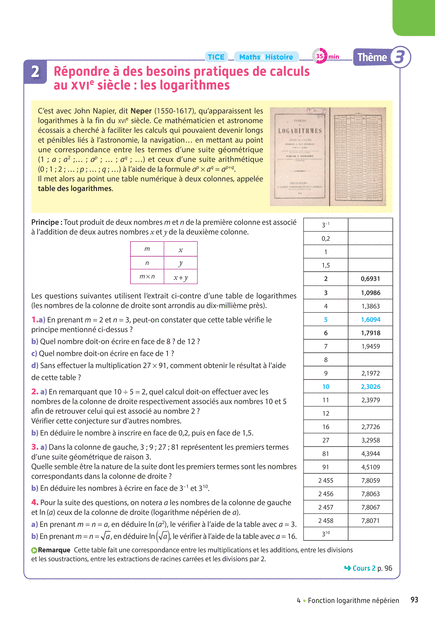 TICE Maths & Histoire 35 min Thème 3
2 Répondre à des besoins pratiques de calculs
au XVIe siècle : les logarithmes
C'est avec John Napier, dit Neper (1550-1617), qu'apparaissent les
logarithmes à la fin du XVIe siècle. Ce mathématicien et astronome
écossais a cherché à faciliter les calculs qui pouvaient devenir longs
et pénibles liés à l'astronomie, la navigation… en mettant au point
une correspondance entre les termes d'une suite géométrique
(1 ; a ; a² ;… ; aᵖ ; … ; a^q ; …) et ceux d'une suite arithmétique
(0 ; 1 ; 2 ; … ; p ; … ; q ; …) à l'aide de la formule aᵖ × a^q = a^(p+q).
Il met alors au point une table numérique à deux colonnes, appelée
table des logarithmes.
LOGARITHMES
Principe : Tout produit de deux nombres m et n de la première colonne est associé
à l'addition de deux autres nombres x et y de la deuxième colonne.
m x
n y
m×n x + y
Les questions suivantes utilisent l'extrait ci-contre d'une table de logarithmes
(les nombres de la colonne de droite sont arrondis au dix-millième près).
1. a) En prenant m = 2 et n = 3, peut-on constater que cette table vérifie le
principe mentionné ci-dessus ?
b) Quel nombre doit-on écrire en face de 8 ? de 12 ?
c) Quel nombre doit-on écrire en face de 1 ?
d) Sans effectuer la multiplication 27 × 91, comment obtenir le résultat à l'aide
de cette table ?
2. a) En remarquant que 10 ÷ 5 = 2, quel calcul doit-on effectuer avec les
nombres de la colonne de droite respectivement associés aux nombres 10 et 5
afin de retrouver celui qui est associé au nombre 2 ?
Vérifier cette conjecture sur d'autres nombres.
b) En déduire le nombre à inscrire en face de 0,2, puis en face de 1,5.
3. a) Dans la colonne de gauche, 3 ; 9 ; 27 ; 81 représentent les premiers termes
d'une suite géométrique de raison 3.
Quelle semble être la nature de la suite dont les premiers termes sont les nombres
correspondants dans la colonne de droite ?
b) En déduire les nombres à écrire en face de 3⁻¹ et 3¹⁰.
4. Pour la suite des questions, on notera a les nombres de la colonne de gauche
et ln (a) ceux de la colonne de droite (logarithme népérien de a).
a) En prenant m = n = a, en déduire ln (a²), le vérifier à l'aide de la table avec a = 3.
b) En prenant m = n = √a, en déduire ln(√a), le vérifier à l'aide de la table avec a = 16.
3⁻¹
0,2
1
1,5
2 0,6931
3 1,0986
4 1,3863
5 1,6094
6 1,7918
7 1,9459
8
9 2,1972
10 2,3026
11 2,3979
12
16 2,7726
27 3,2958
81 4,3944
91 4,5109
2 455 7,8059
2 456 7,8063
2 457 7,8067
2 458 7,8071
3¹⁰
Remarque Cette table fait une correspondance entre les multiplications et les additions, entre les divisions
et les soustractions, entre les extractions de racines carrées et les divisions par 2.
Cours 2 p. 96
4 • Fonction logarithme népérien 93